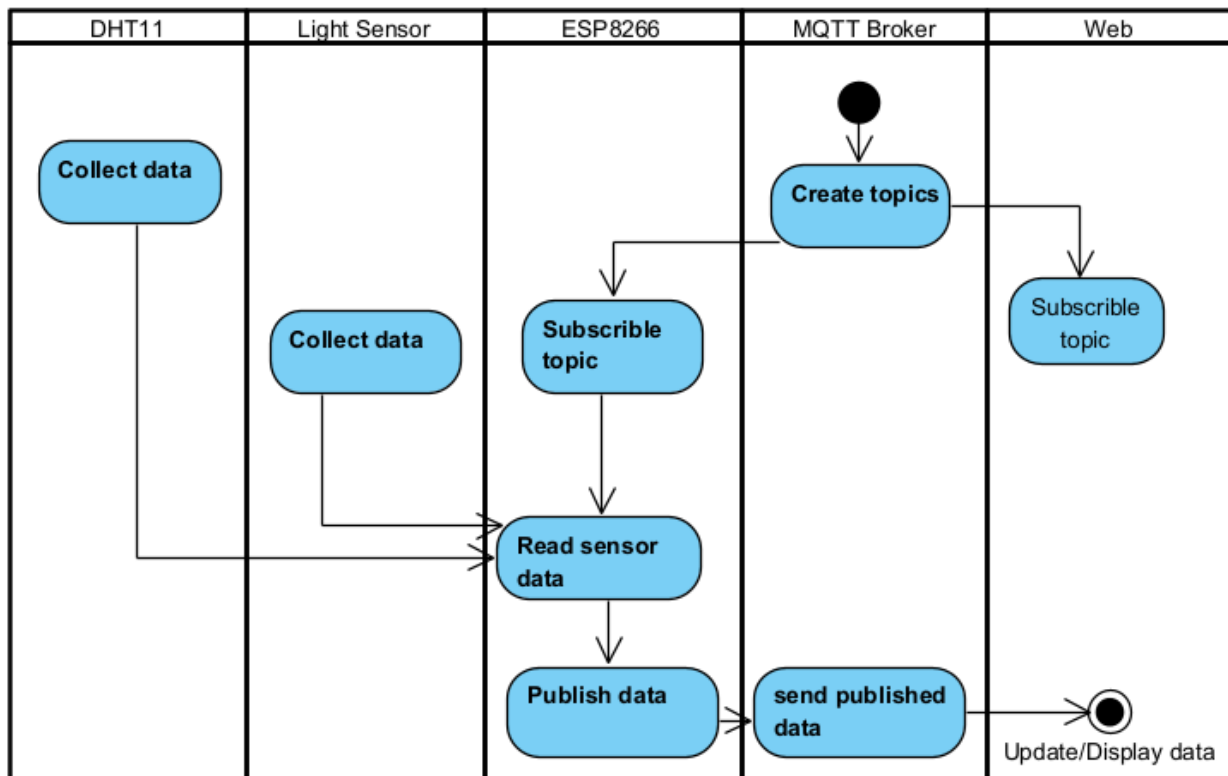 DHT11
Light Sensor
ESP8266
MQTT Broker
Web
Collect data
Create topics
Collect data
Subscrible
topic
Subscrible
topic
Read sensor
data
Publish data
send published
data
Update/Display data